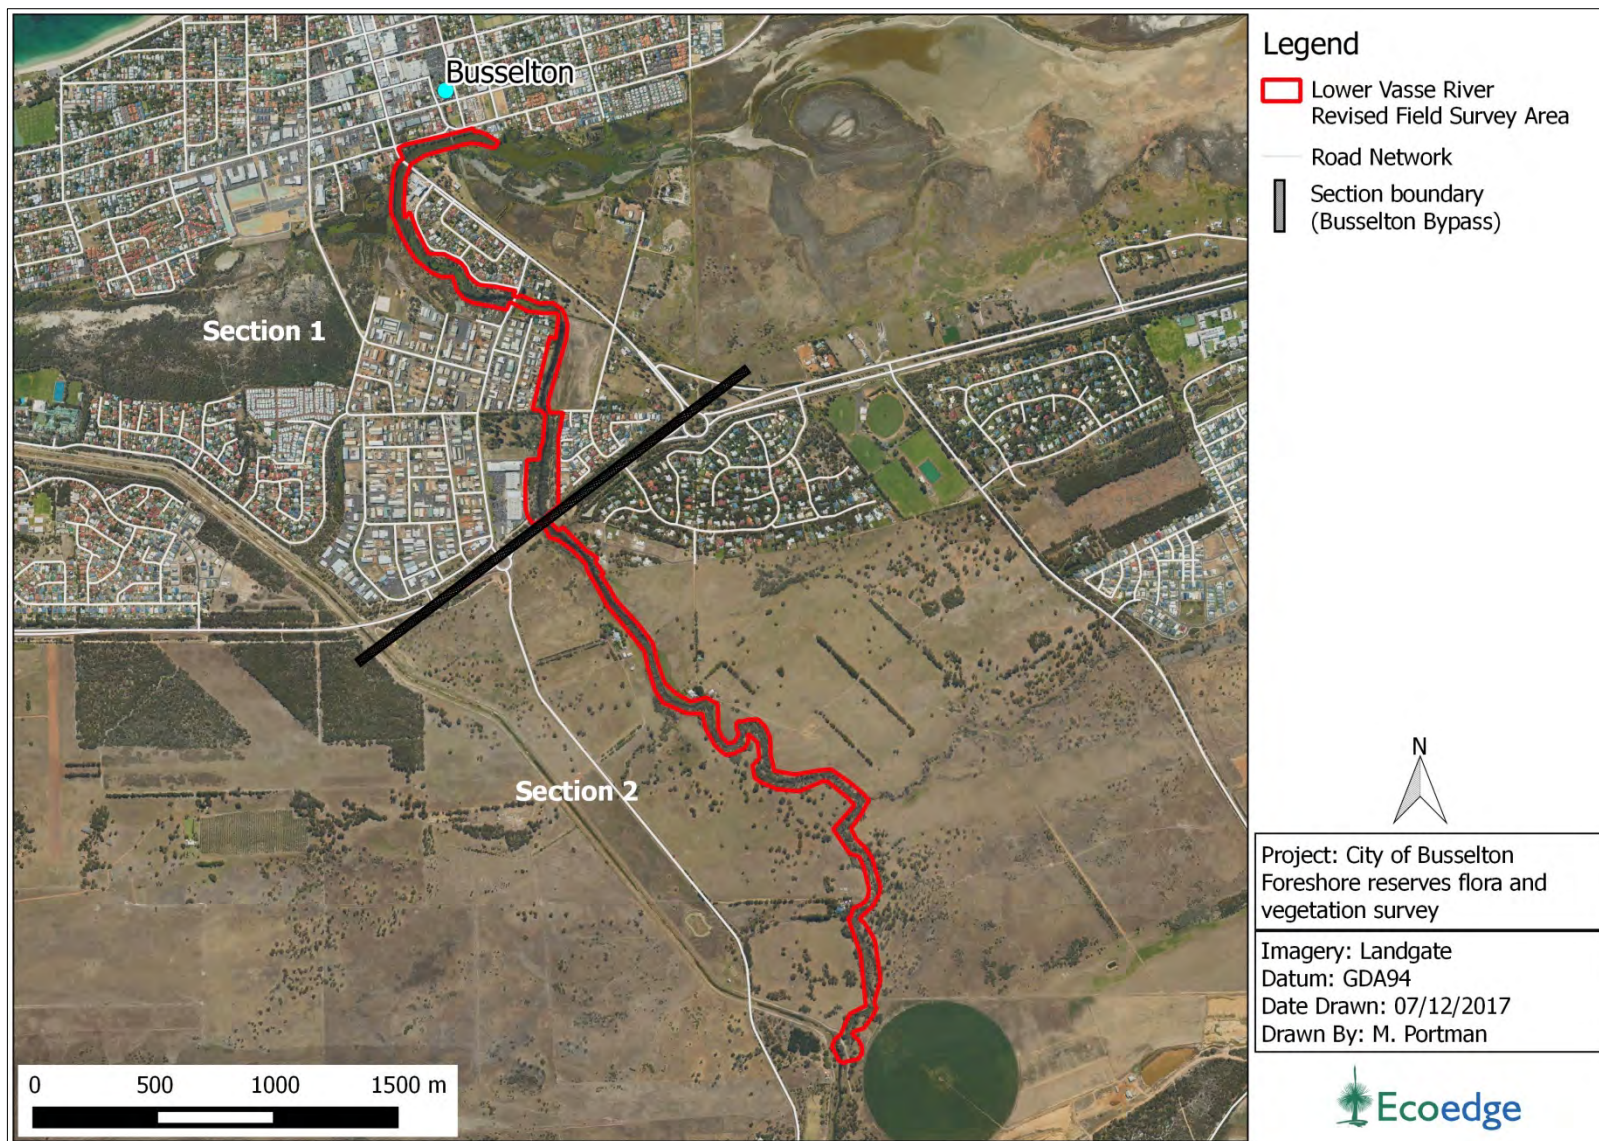 Busselton
Section 1
Section 2
0 500 1000 1500 m
Legend
Lower Vasse River
Revised Field Survey Area
Road Network
Section boundary
(Busselton Bypass)
N
Project: City of Busselton
Foreshore reserves flora and
vegetation survey
Imagery: Landgate
Datum: GDA94
Date Drawn: 07/12/2017
Drawn By: M. Portman
Ecoedge